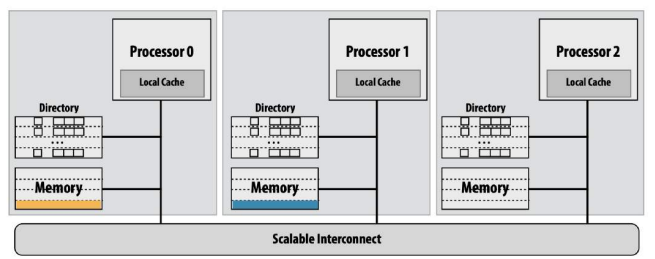 Processor 0
Local Cache
Directory
...
Memory
Processor 1
Local Cache
Directory
...
Memory
Processor 2
Local Cache
Directory
...
Memory
Scalable Interconnect